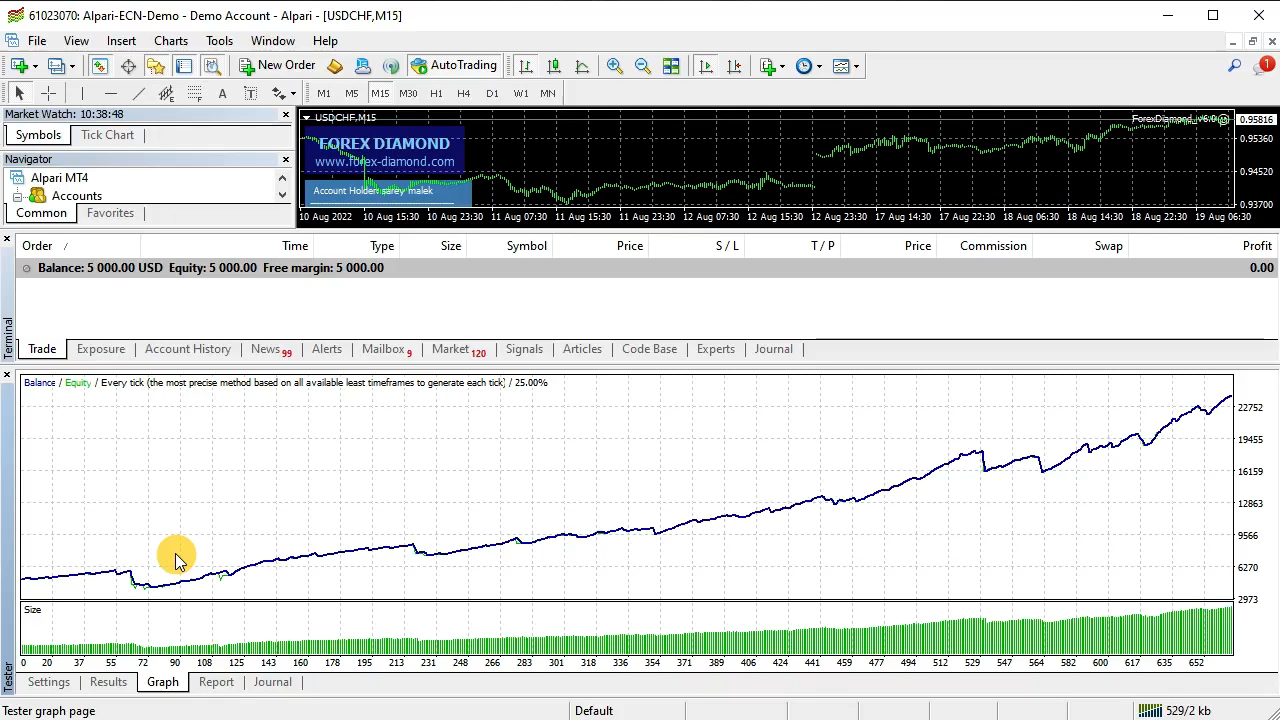 61023070: Alpari-ECN-Demo - Demo Account - Alpari - [USDCHF,M15]
File View Insert Charts Tools Window Help
New Order AutoTrading 1
A T M1 M5 M15 M30 H1 H4 D1 W1 MN
Market Watch: 10:38:48
Symbols Tick Chart
Navigator
Alpari MT4
Accounts
Common Favorites
USDCHF,M15
FOREX DIAMOND
www.forex-diamond.com
Account Holder: sarey malek
0.95816
0.95360
0.94520
0.93700
10 Aug 2022 10 Aug 15:30 10 Aug 23:30 11 Aug 07:30 11 Aug 15:30 11 Aug 23:30 12 Aug 07:30 12 Aug 15:30 12 Aug 23:30 17 Aug 14:30 17 Aug 22:30 18 Aug 06:30 18 Aug 14:30 18 Aug 22:30 19 Aug 06:30
Order / Time Type Size Symbol Price S / L T / P Price Commission Swap Profit
Balance: 5 000.00 USD Equity: 5 000.00 Free margin: 5 000.00 0.00
Terminal
Trade Exposure Account History News 99 Alerts Mailbox 9 Market 120 Signals Articles Code Base Experts Journal
Balance / Equity / Every tick (the most precise method based on all available least timeframes to generate each tick) / 25.00%
22752
19455
16159
12863
9566
6270
2973
Size
0 20 37 55 72 90 108 125 143 160 178 195 213 231 248 266 283 301 318 336 354 371 389 406 424 441 459 477 494 512 529 547 564 582 600 617 635 652
Tester
Settings Results Graph Report Journal
Tester graph page Default 529/2 kb